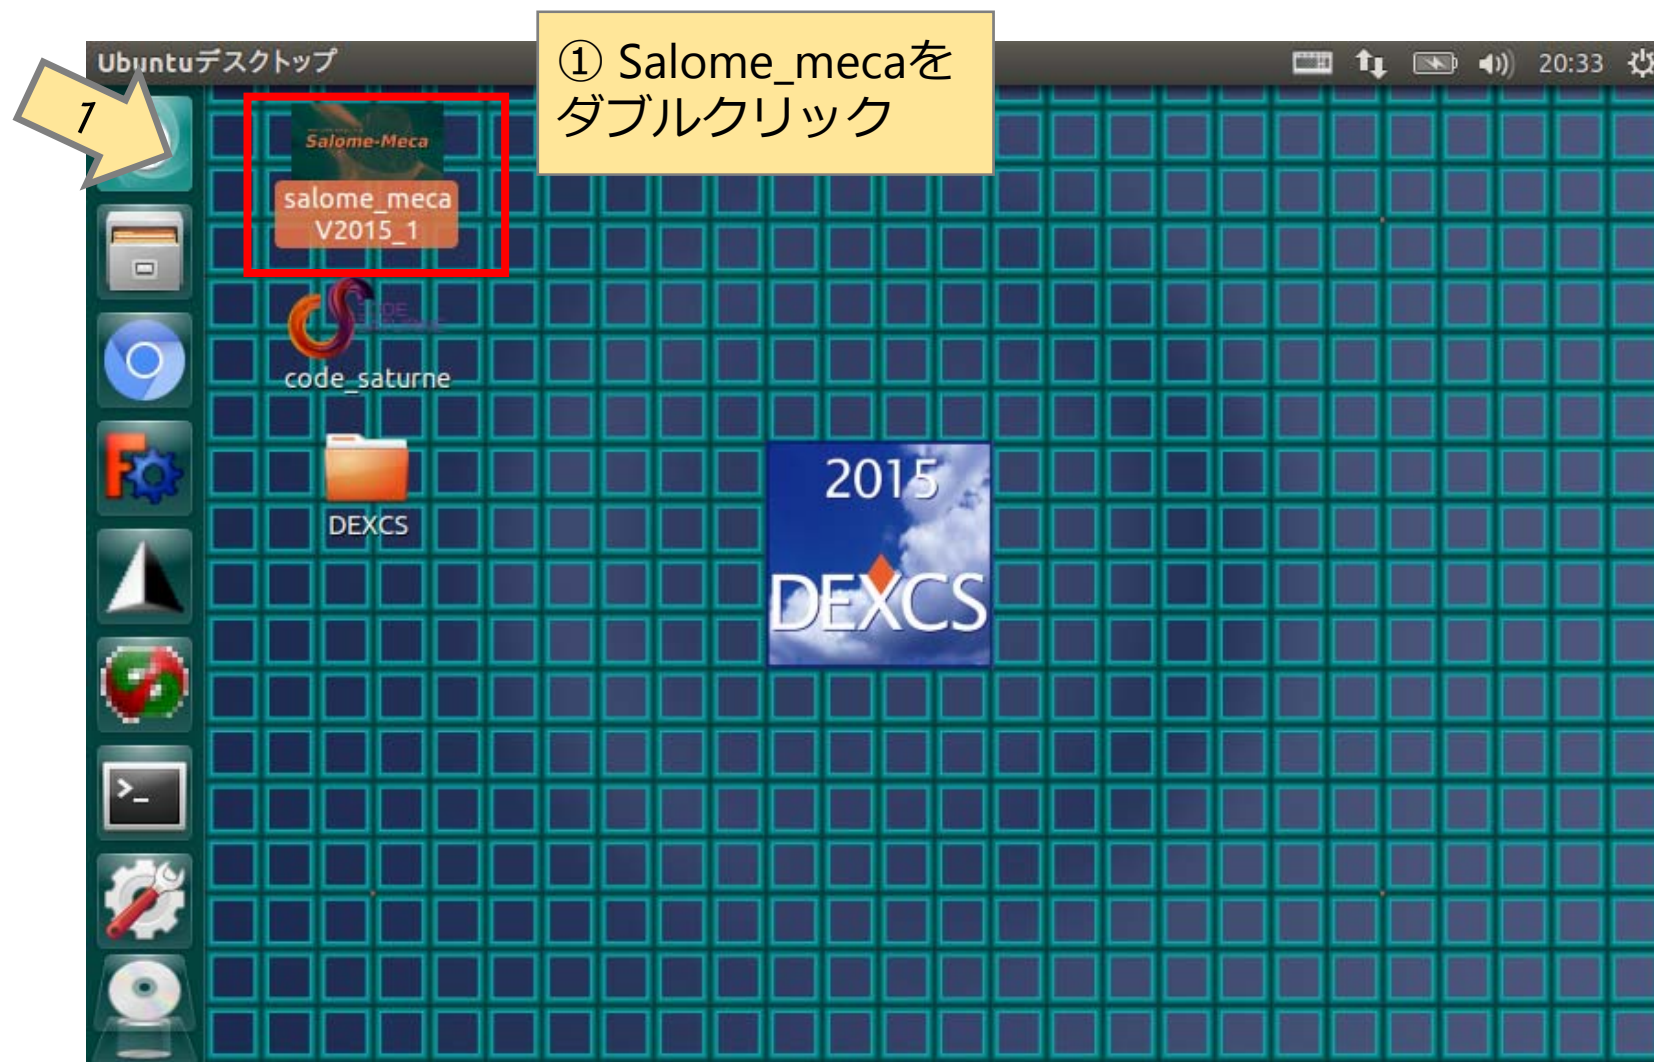 Ubuntuデスクトップ
① Salome_mecaを
ダブルクリック
20:33
1
Salome-Meca
salome_meca
V2015_1
CODE
SATURNE
code_saturne
DEXCS
2015
DEXCS
>_